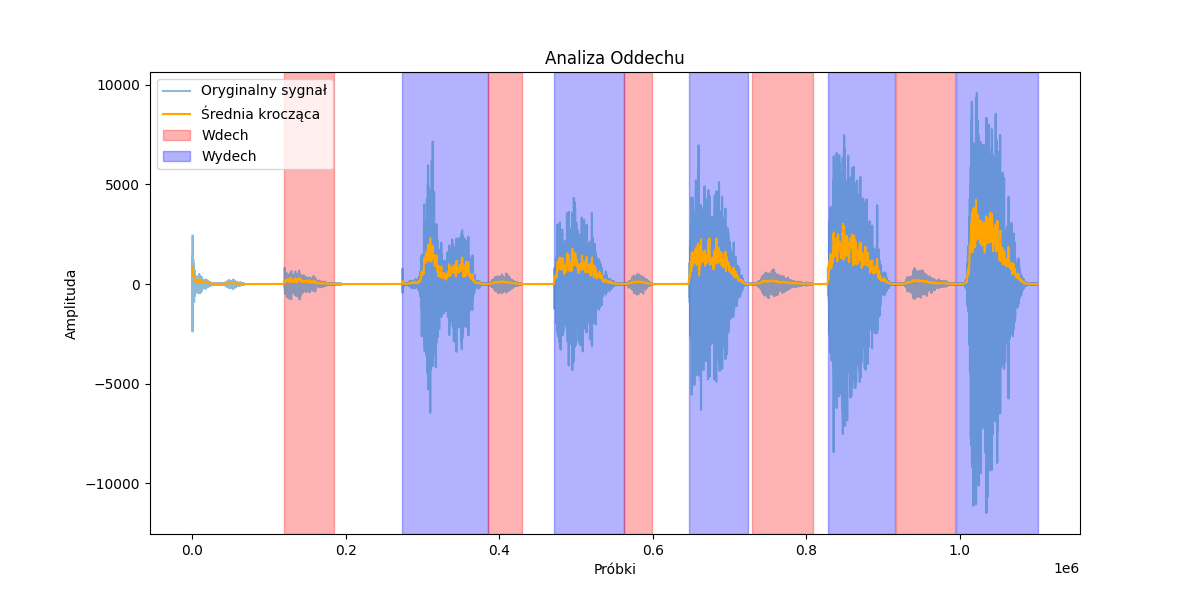 Analiza Oddechu
Oryginalny sygnał
Średnia krocząca
Wdech
Wydech
Amplituda
10000
5000
0
−5000
−10000
0.0 0.2 0.4 0.6 0.8 1.0
1e6
Próbki